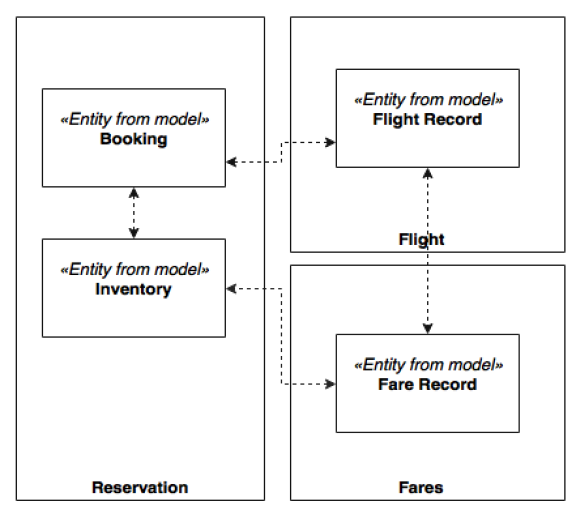 «Entity from model»
Booking
«Entity from model»
Inventory
Reservation
«Entity from model»
Flight Record
Flight
«Entity from model»
Fare Record
Fares